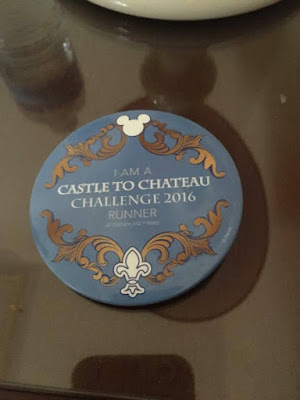 I AM A
CASTLE TO CHATEAU
CHALLENGE 2016
RUNNER